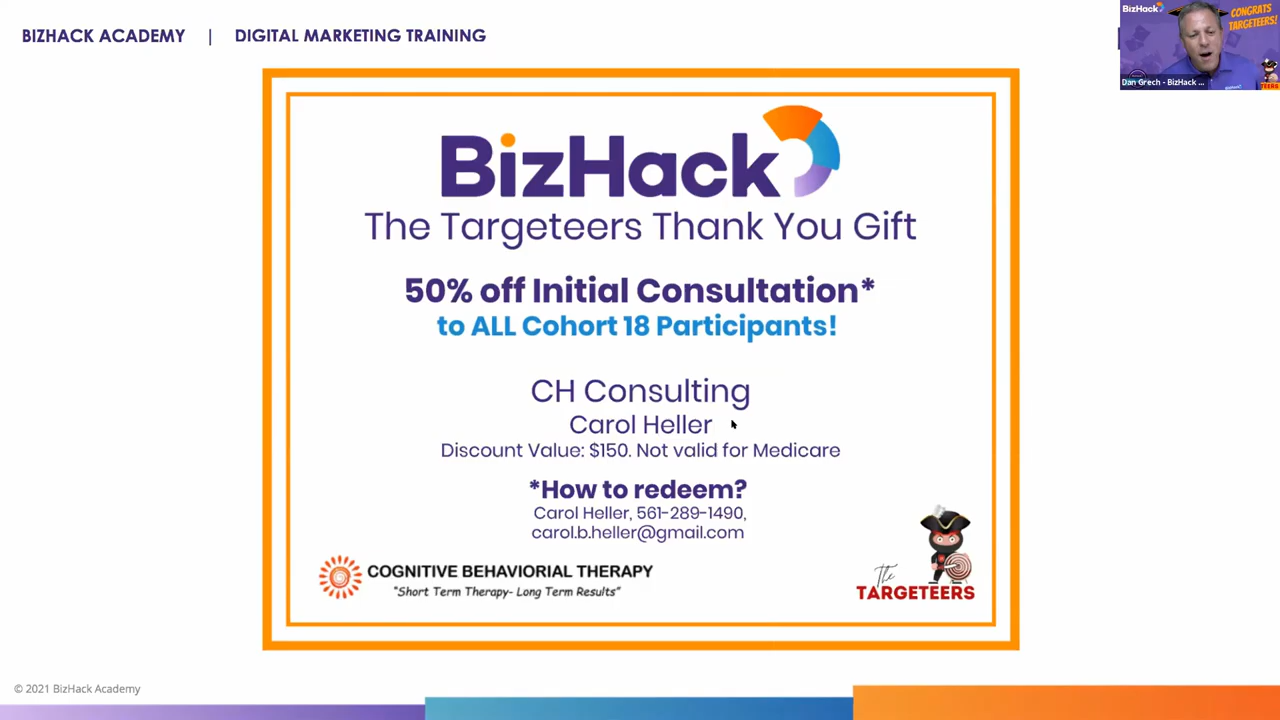 BIZHACK ACADEMY | DIGITAL MARKETING TRAINING
BizHack
CONGRATS
TARGETEERS!
Dan Grech - BizHack ...
TEERS
BizHack
The Targeteers Thank You Gift
50% off Initial Consultation*
to ALL Cohort 18 Participants!
CH Consulting
Carol Heller
Discount Value: $150. Not valid for Medicare
*How to redeem?
Carol Heller, 561-289-1490,
carol.b.heller@gmail.com
COGNITIVE BEHAVIORIAL THERAPY
"Short Term Therapy- Long Term Results"
The
TARGETEERS
© 2021 BizHack Academy